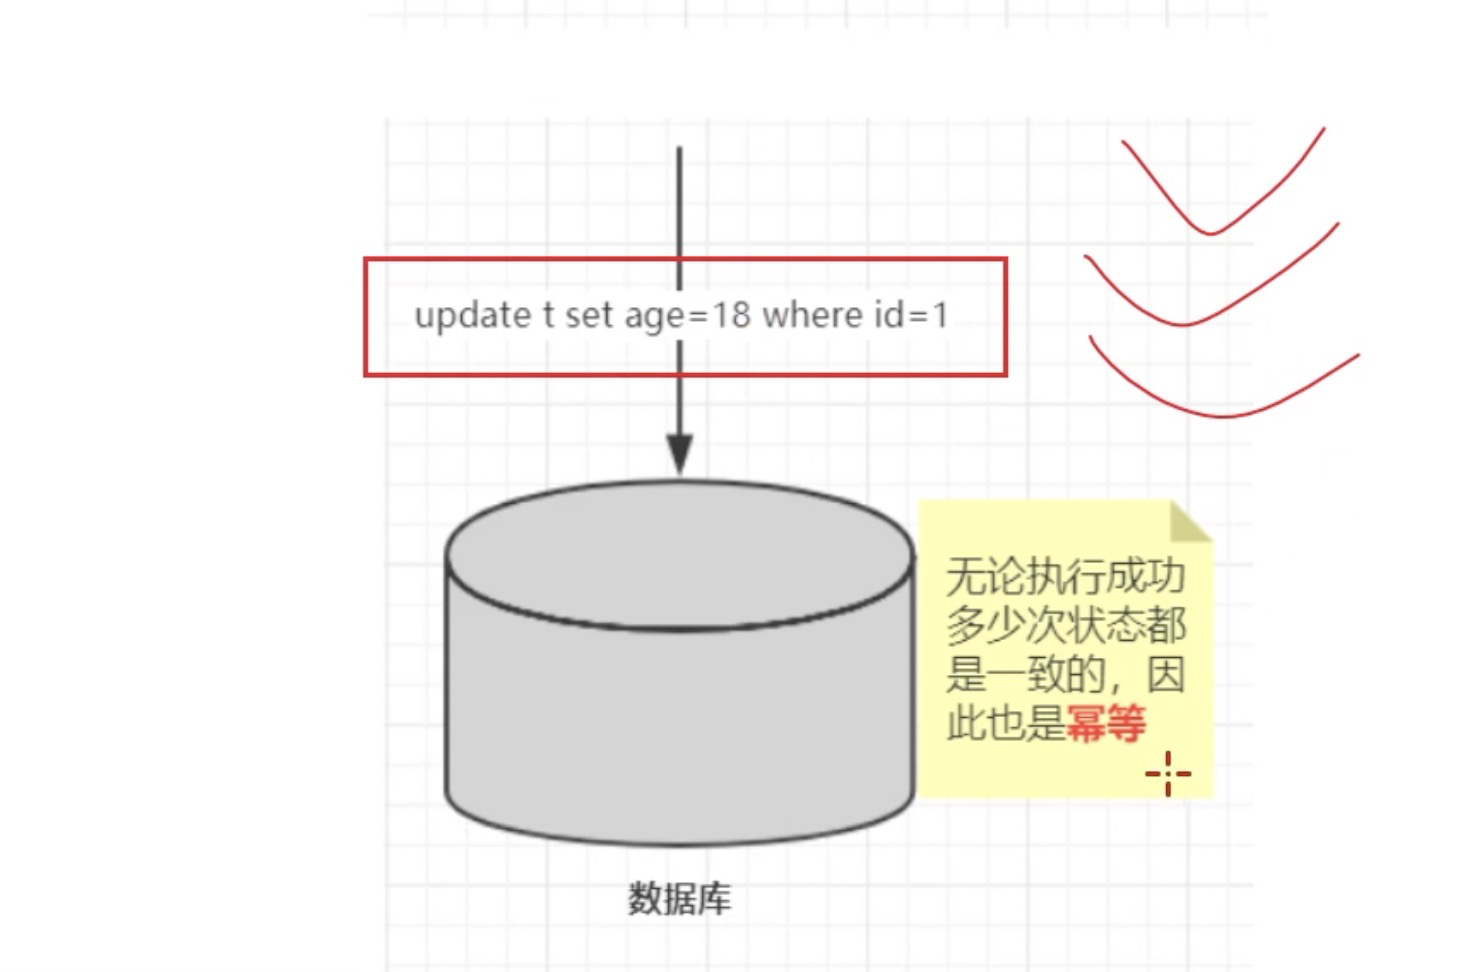 update t set age=18 where id=1
无论执行成功
多少次状态都
是一致的，因
此也是幂等
数据库